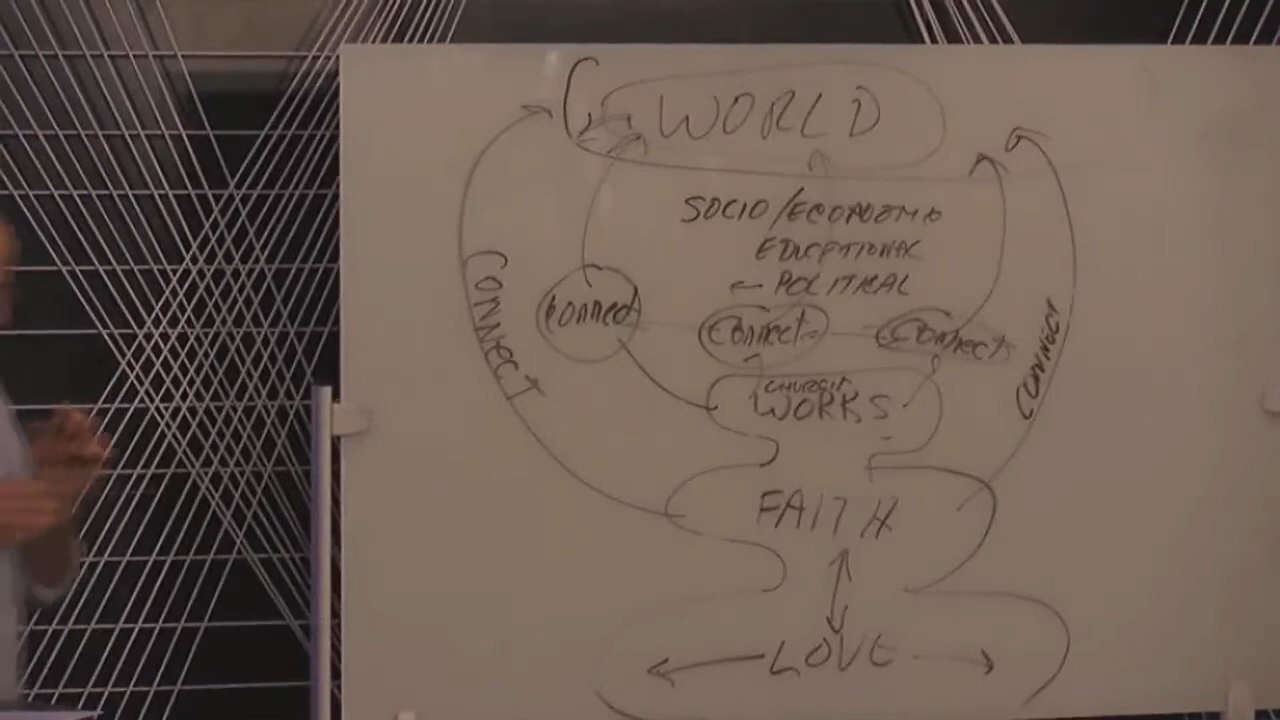 WORLD
SOCIO/ECONOMIC
EDUCATIONAL
← POLITICAL
CONNECT
Connect
Connect
Connect
CONNECT
CHURCH
WORKS
FAITH
LOVE